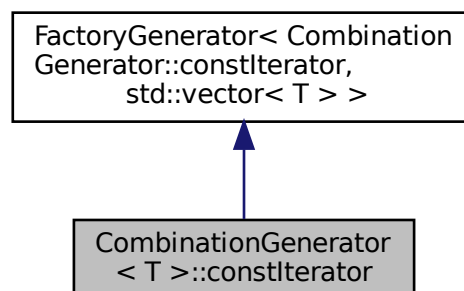 FactoryGenerator< Combination
Generator::constIterator,
std::vector< T > >
CombinationGenerator
< T >::constIterator